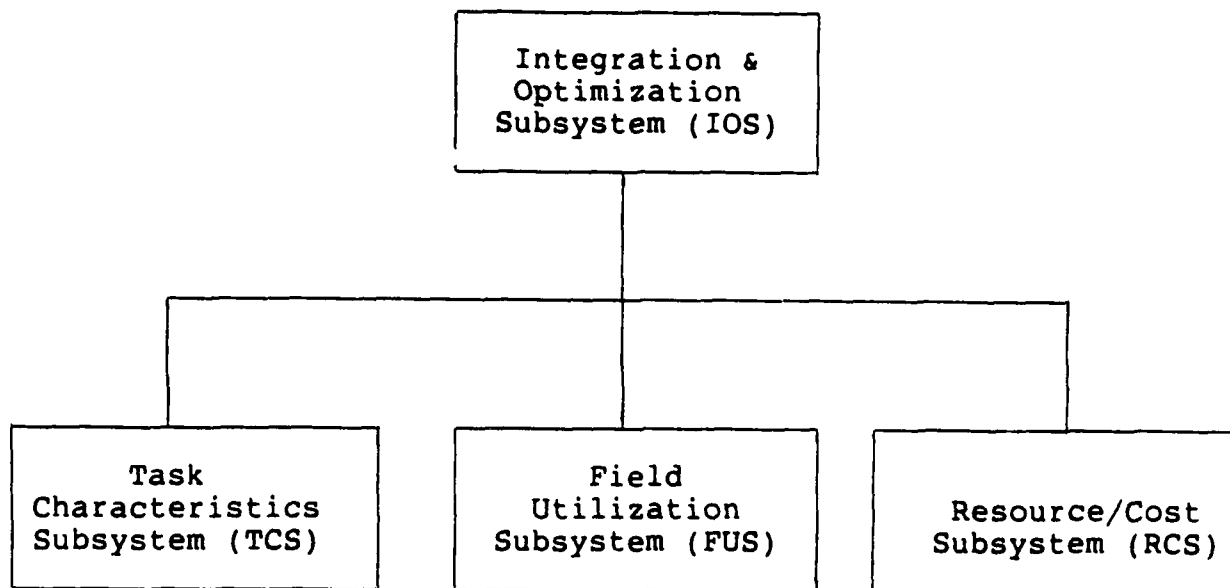 Integration &
Optimization
Subsystem (IOS)
Task
Characteristics
Subsystem (TCS)
Field
Utilization
Subsystem (FUS)
Resource/Cost
Subsystem (RCS)